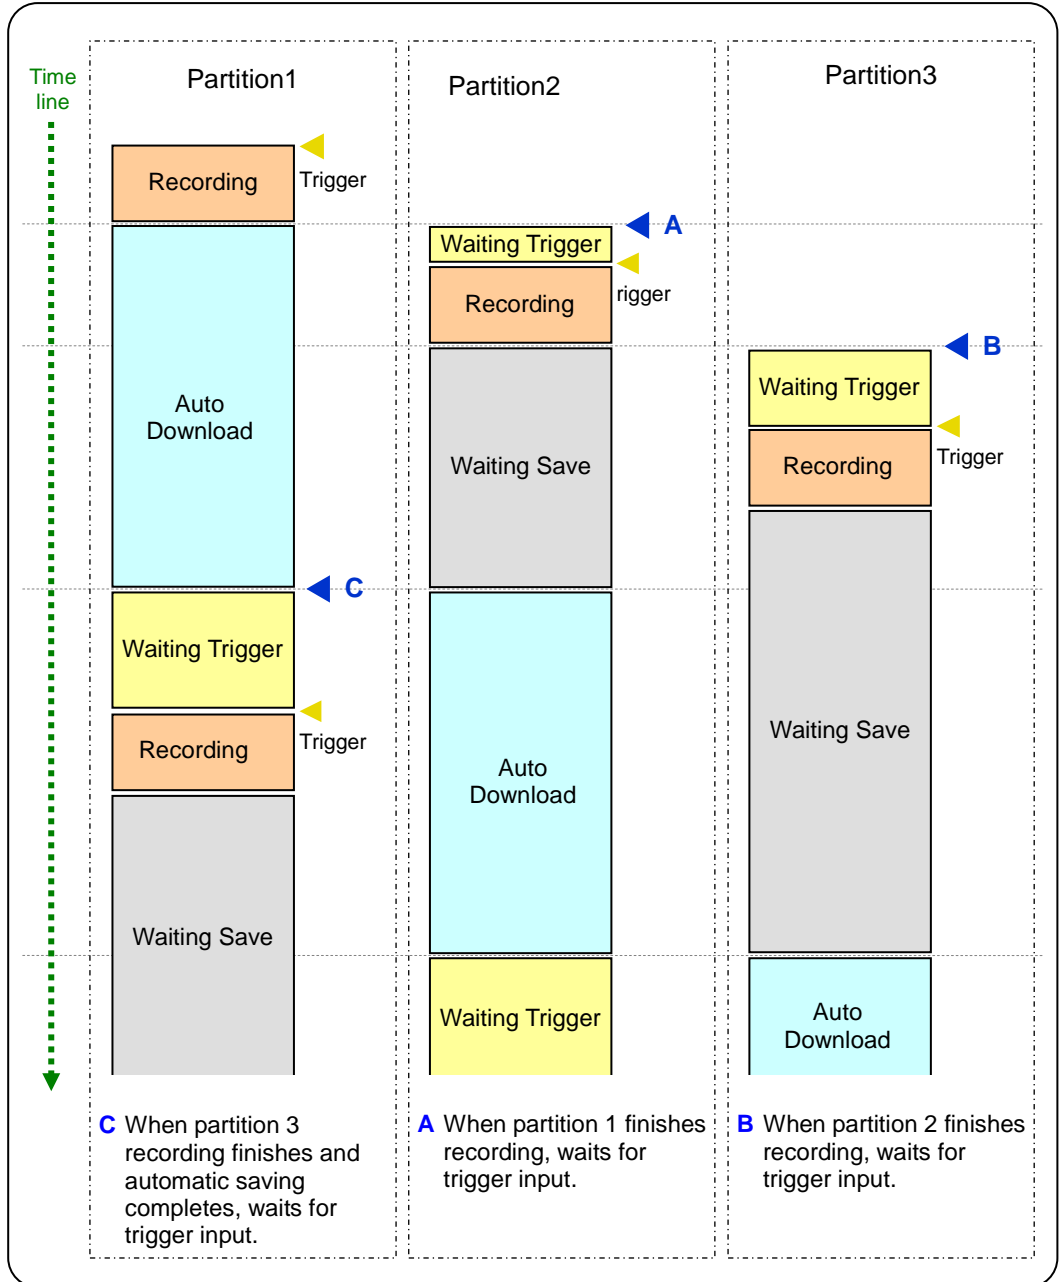 Time
line
Partition1
Recording
Trigger
Auto
Download
C
Waiting Trigger
Recording
Trigger
Waiting Save
C When partition 3
recording finishes and
automatic saving
completes, waits for
trigger input.
Partition2
A
Waiting Trigger
rigger
Recording
Waiting Save
Auto
Download
Waiting Trigger
A When partition 1 finishes
recording, waits for
trigger input.
Partition3
B
Waiting Trigger
Trigger
Recording
Waiting Save
Auto
Download
B When partition 2 finishes
recording, waits for
trigger input.